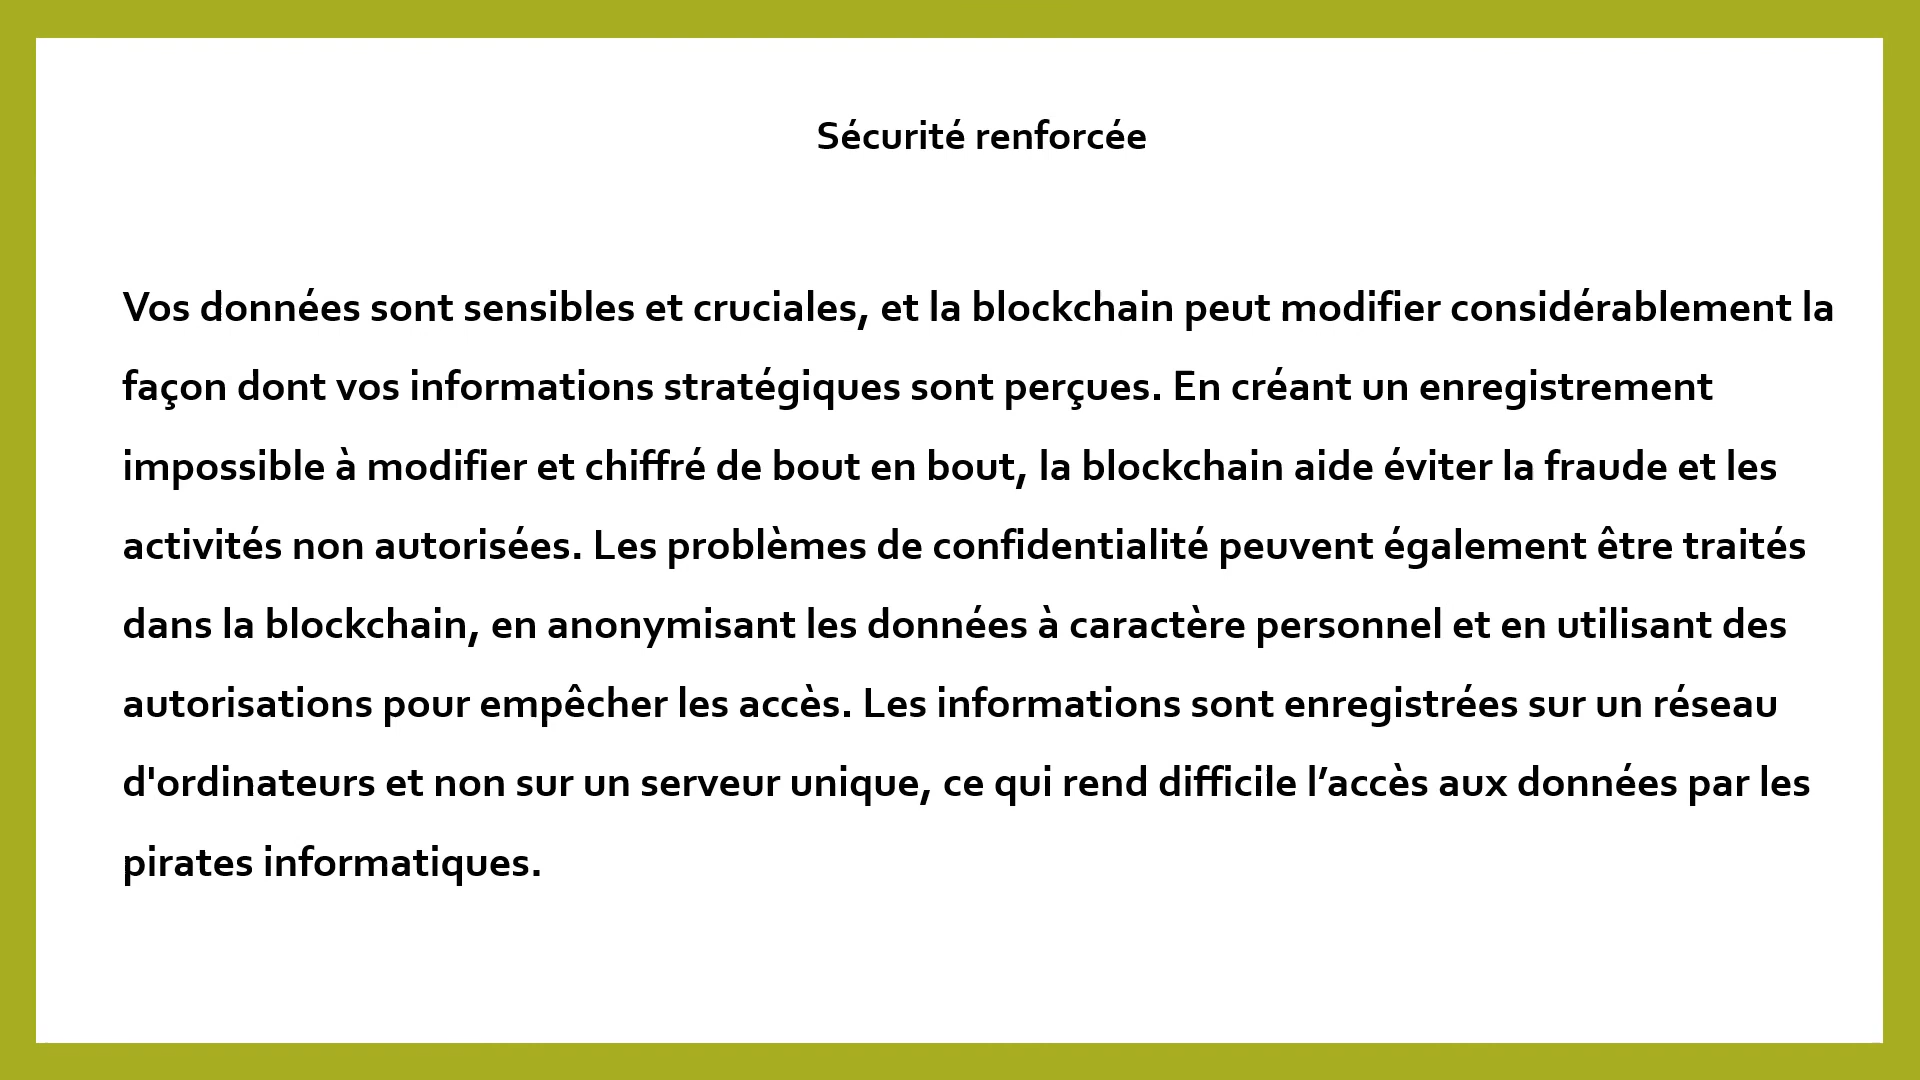 Sécurité renforcée
Vos données sont sensibles et cruciales, et la blockchain peut modifier considérablement la
façon dont vos informations stratégiques sont perçues. En créant un enregistrement
impossible à modifier et chiffré de bout en bout, la blockchain aide éviter la fraude et les
activités non autorisées. Les problèmes de confidentialité peuvent également être traités
dans la blockchain, en anonymisant les données à caractère personnel et en utilisant des
autorisations pour empêcher les accès. Les informations sont enregistrées sur un réseau
d'ordinateurs et non sur un serveur unique, ce qui rend difficile l’accès aux données par les
pirates informatiques.